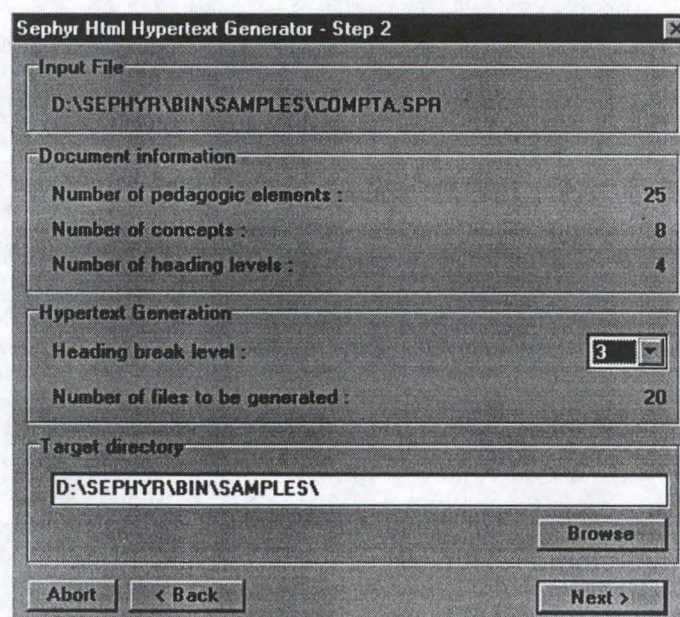 Sephyr Html Hypertext Generator - Step 2
Input File
D:\SEPHYR\BIN\SAMPLES\COMPTA.SPR
Document information
Number of pedagogic elements : 25
Number of concepts : 8
Number of heading levels : 4
Hypertext Generation
Heading break level : 3
Number of files to be generated : 20
Target directory
D:\SEPHYR\BIN\SAMPLES\
Browse
Abort < Back Next >